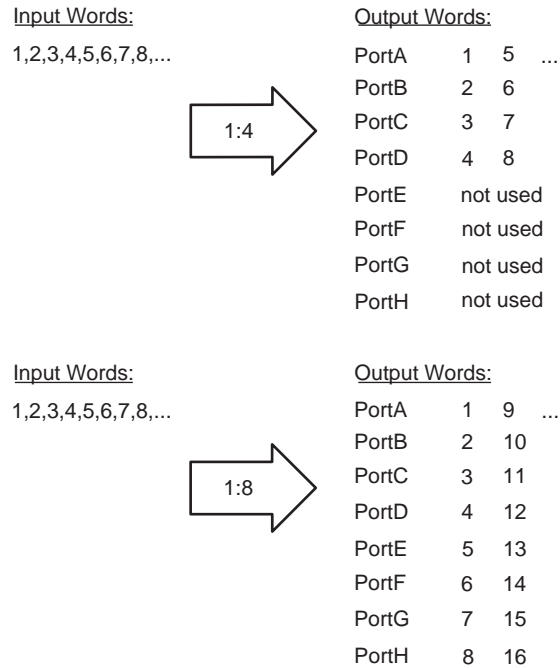 Input Words: Output Words:
1,2,3,4,5,6,7,8,... PortA 1 5 ...
PortB 2 6
1:4 PortC 3 7
PortD 4 8
PortE not used
PortF not used
PortG not used
PortH not used
Input Words: Output Words:
1,2,3,4,5,6,7,8,... PortA 1 9 ...
PortB 2 10
1:8 PortC 3 11
PortD 4 12
PortE 5 13
PortF 6 14
PortG 7 15
PortH 8 16